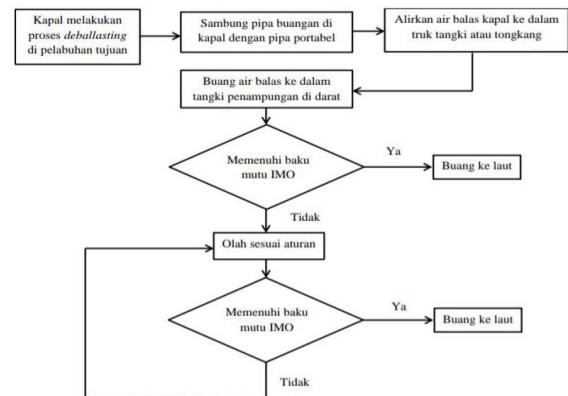 Kapal melakukan
proses deballasting
di pelabuhan tujuan
Sambung pipa buangan di
kapal dengan pipa portabel
Alirkan air balas kapal ke dalam
truk tangki atau tongkang
Buang air balas ke dalam
tangki penampungan di darat
Memenuhi baku
mutu IMO
Ya
Buang ke laut
Tidak
Olah sesuai aturan
Memenuhi baku
mutu IMO
Ya
Buang ke laut
Tidak